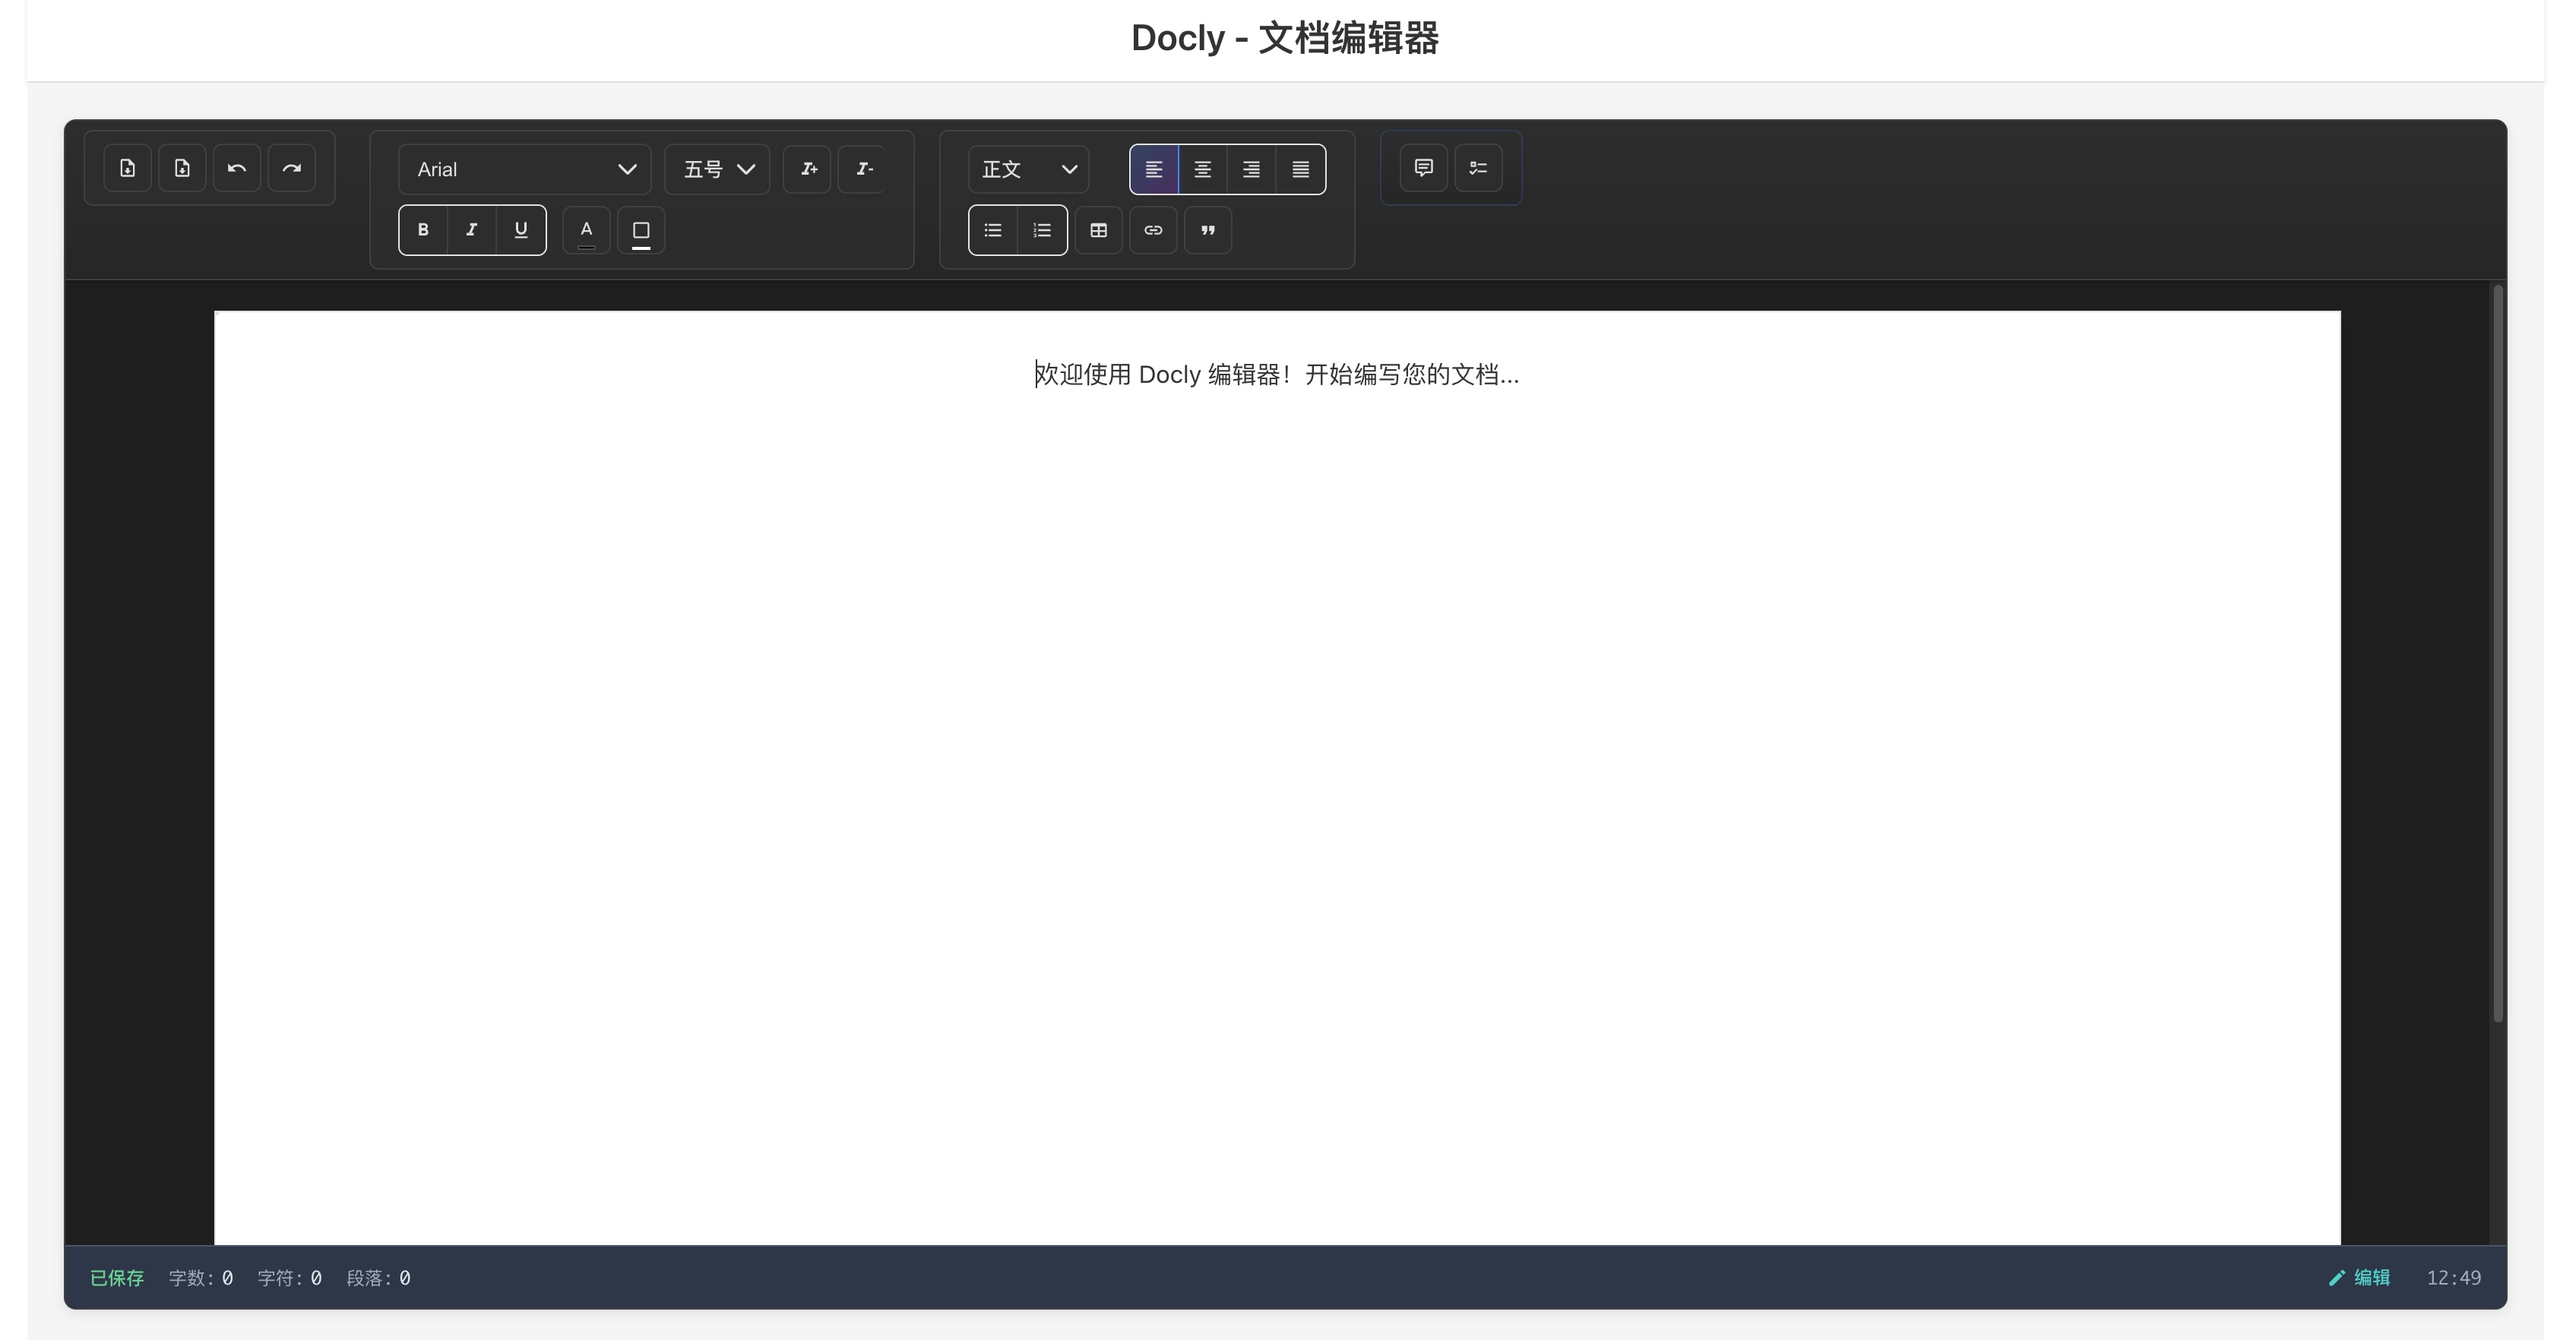 Docly - 文档编辑器
Arial
五号
正文
B I U A
欢迎使用 Docly 编辑器！开始编写您的文档...
已保存 字数: 0 字符: 0 段落: 0 编辑 12:49